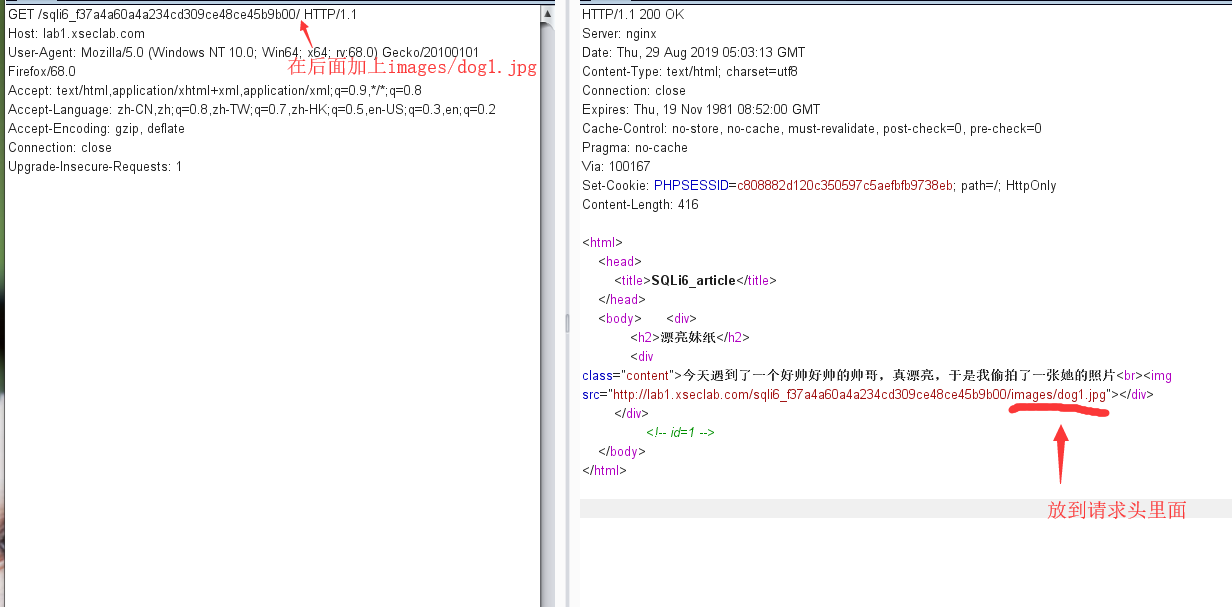 GET /sqli6_f37a4a60a4a234cd309ce48ce45b9b00/ HTTP/1.1
Host: lab1.xseclab.com
User-Agent: Mozilla/5.0 (Windows NT 10.0; Win64; x64; rv:68.0) Gecko/20100101
Firefox/68.0
在后面加上images/dog1.jpg
Accept: text/html,application/xhtml+xml,application/xml;q=0.9,*/*;q=0.8
Accept-Language: zh-CN,zh;q=0.8,zh-TW;q=0.7,zh-HK;q=0.5,en-US;q=0.3,en;q=0.2
Accept-Encoding: gzip, deflate
Connection: close
Upgrade-Insecure-Requests: 1
HTTP/1.1 200 OK
Server: nginx
Date: Thu, 29 Aug 2019 05:03:13 GMT
Content-Type: text/html; charset=utf8
Connection: close
Expires: Thu, 19 Nov 1981 08:52:00 GMT
Cache-Control: no-store, no-cache, must-revalidate, post-check=0, pre-check=0
Pragma: no-cache
Via: 100167
Set-Cookie: PHPSESSID=c808882d120c350597c5aefbfb9738eb; path=/; HttpOnly
Content-Length: 416
<html>
<head>
<title>SQLi6_article</title>
</head>
<body> <div>
<h2>漂亮妹纸</h2>
<div
class="content">今天遇到了一个好帅好帅的帅哥，真漂亮，于是我偷拍了一张她的照片<br><img
src="http://lab1.xseclab.com/sqli6_f37a4a60a4a234cd309ce48ce45b9b00/images/dog1.jpg"></div>
</div>
<!-- id=1 -->
</body>
</html>
放到请求头里面